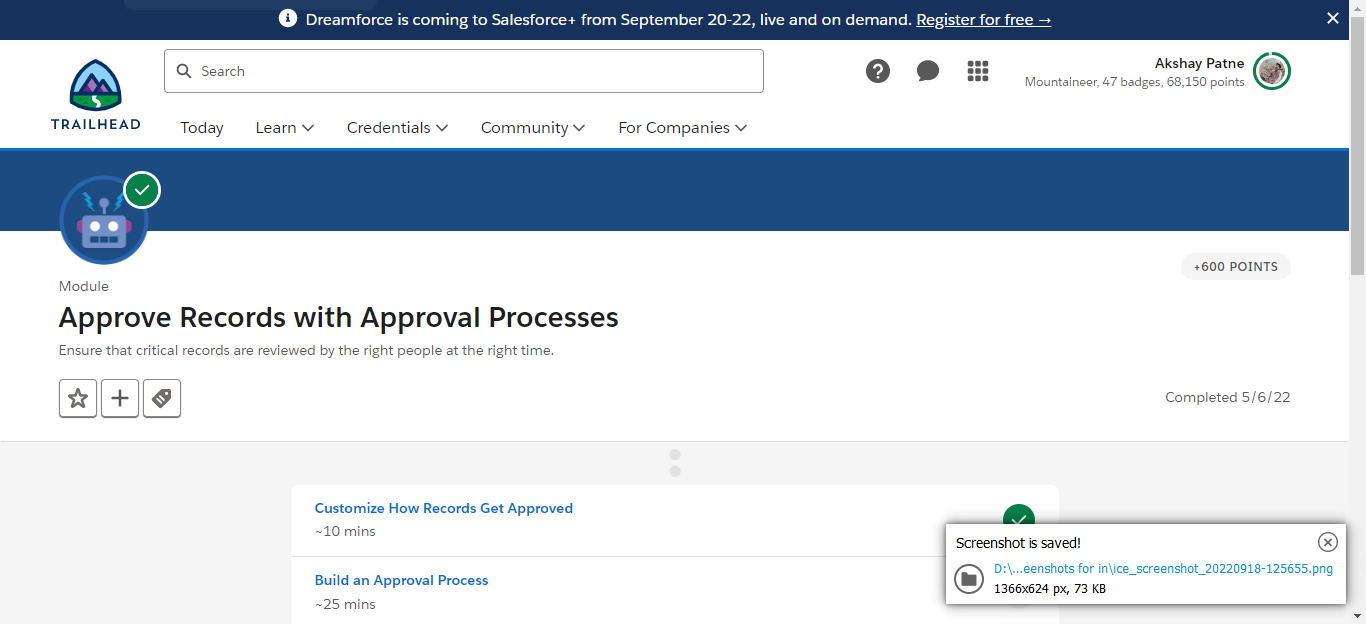 Dreamforce is coming to Salesforce+ from September 20-22, live and on demand. Register for free →
Search
Akshay Patne
Mountaineer, 47 badges, 68,150 points
TRAILHEAD
Today
Learn
Credentials
Community
For Companies
+600 POINTS
Module
Approve Records with Approval Processes
Ensure that critical records are reviewed by the right people at the right time.
Completed 5/6/22
Customize How Records Get Approved
~10 mins
Build an Approval Process
~25 mins
Screenshot is saved!
D:\...eenshots for in\ice_screenshot_20220918-125655.png
1366x624 px, 73 KB